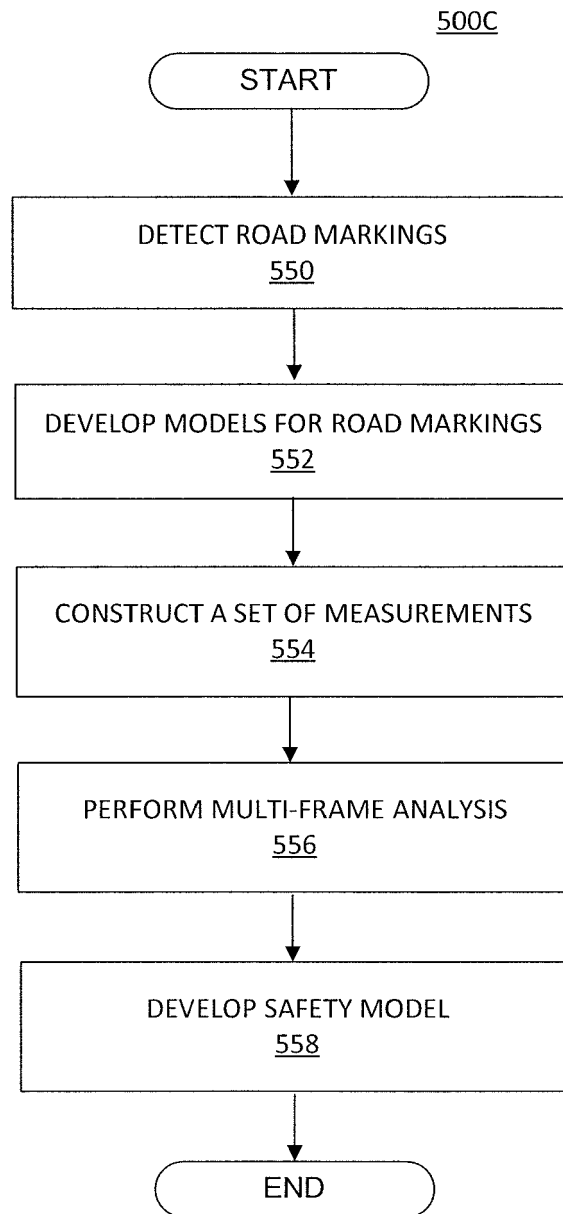 500C
START
DETECT ROAD MARKINGS
550
DEVELOP MODELS FOR ROAD MARKINGS
552
CONSTRUCT A SET OF MEASUREMENTS
554
PERFORM MULTI-FRAME ANALYSIS
556
DEVELOP SAFETY MODEL
558
END